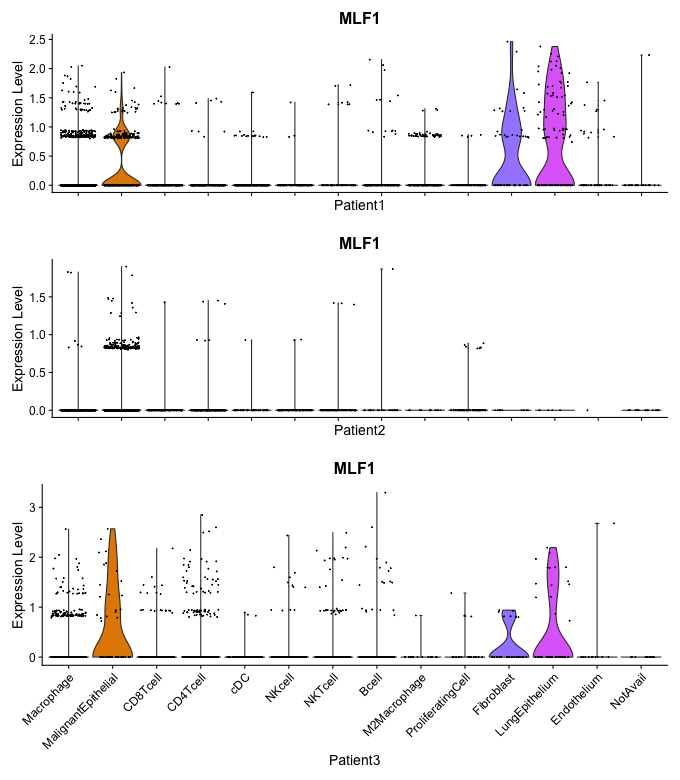 MLF1
Expression Level
2.5
2.0
1.5
1.0
0.5
0.0
Patient1
MLF1
Expression Level
1.5
1.0
0.5
0.0
Patient2
MLF1
Expression Level
3
2
1
0
Macrophage
MalignantEpithelial
CD8Tcell
CD4Tcell
cDC
NKcell
NKTcell
Bcell
M2Macrophage
ProliferatingCell
Fibroblast
LungEpithelium
Endothelium
NotAvail
Patient3